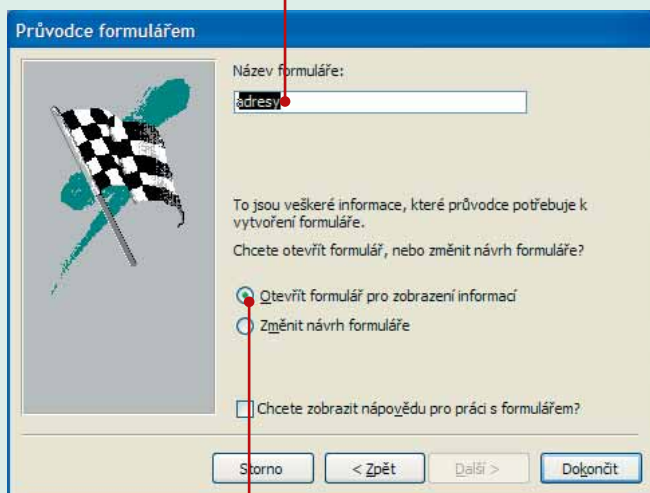 Průvodce formulářem
Název formuláře:
adresy
To jsou veškeré informace, které průvodce potřebuje k
vytvoření formuláře.
Chcete otevřít formulář, nebo změnit návrh formuláře?
Otevřít formulář pro zobrazení informací
Změnit návrh formuláře
Chcete zobrazit nápovědu pro práci s formulářem?
Storno
< Zpět
Další >
Dokončit